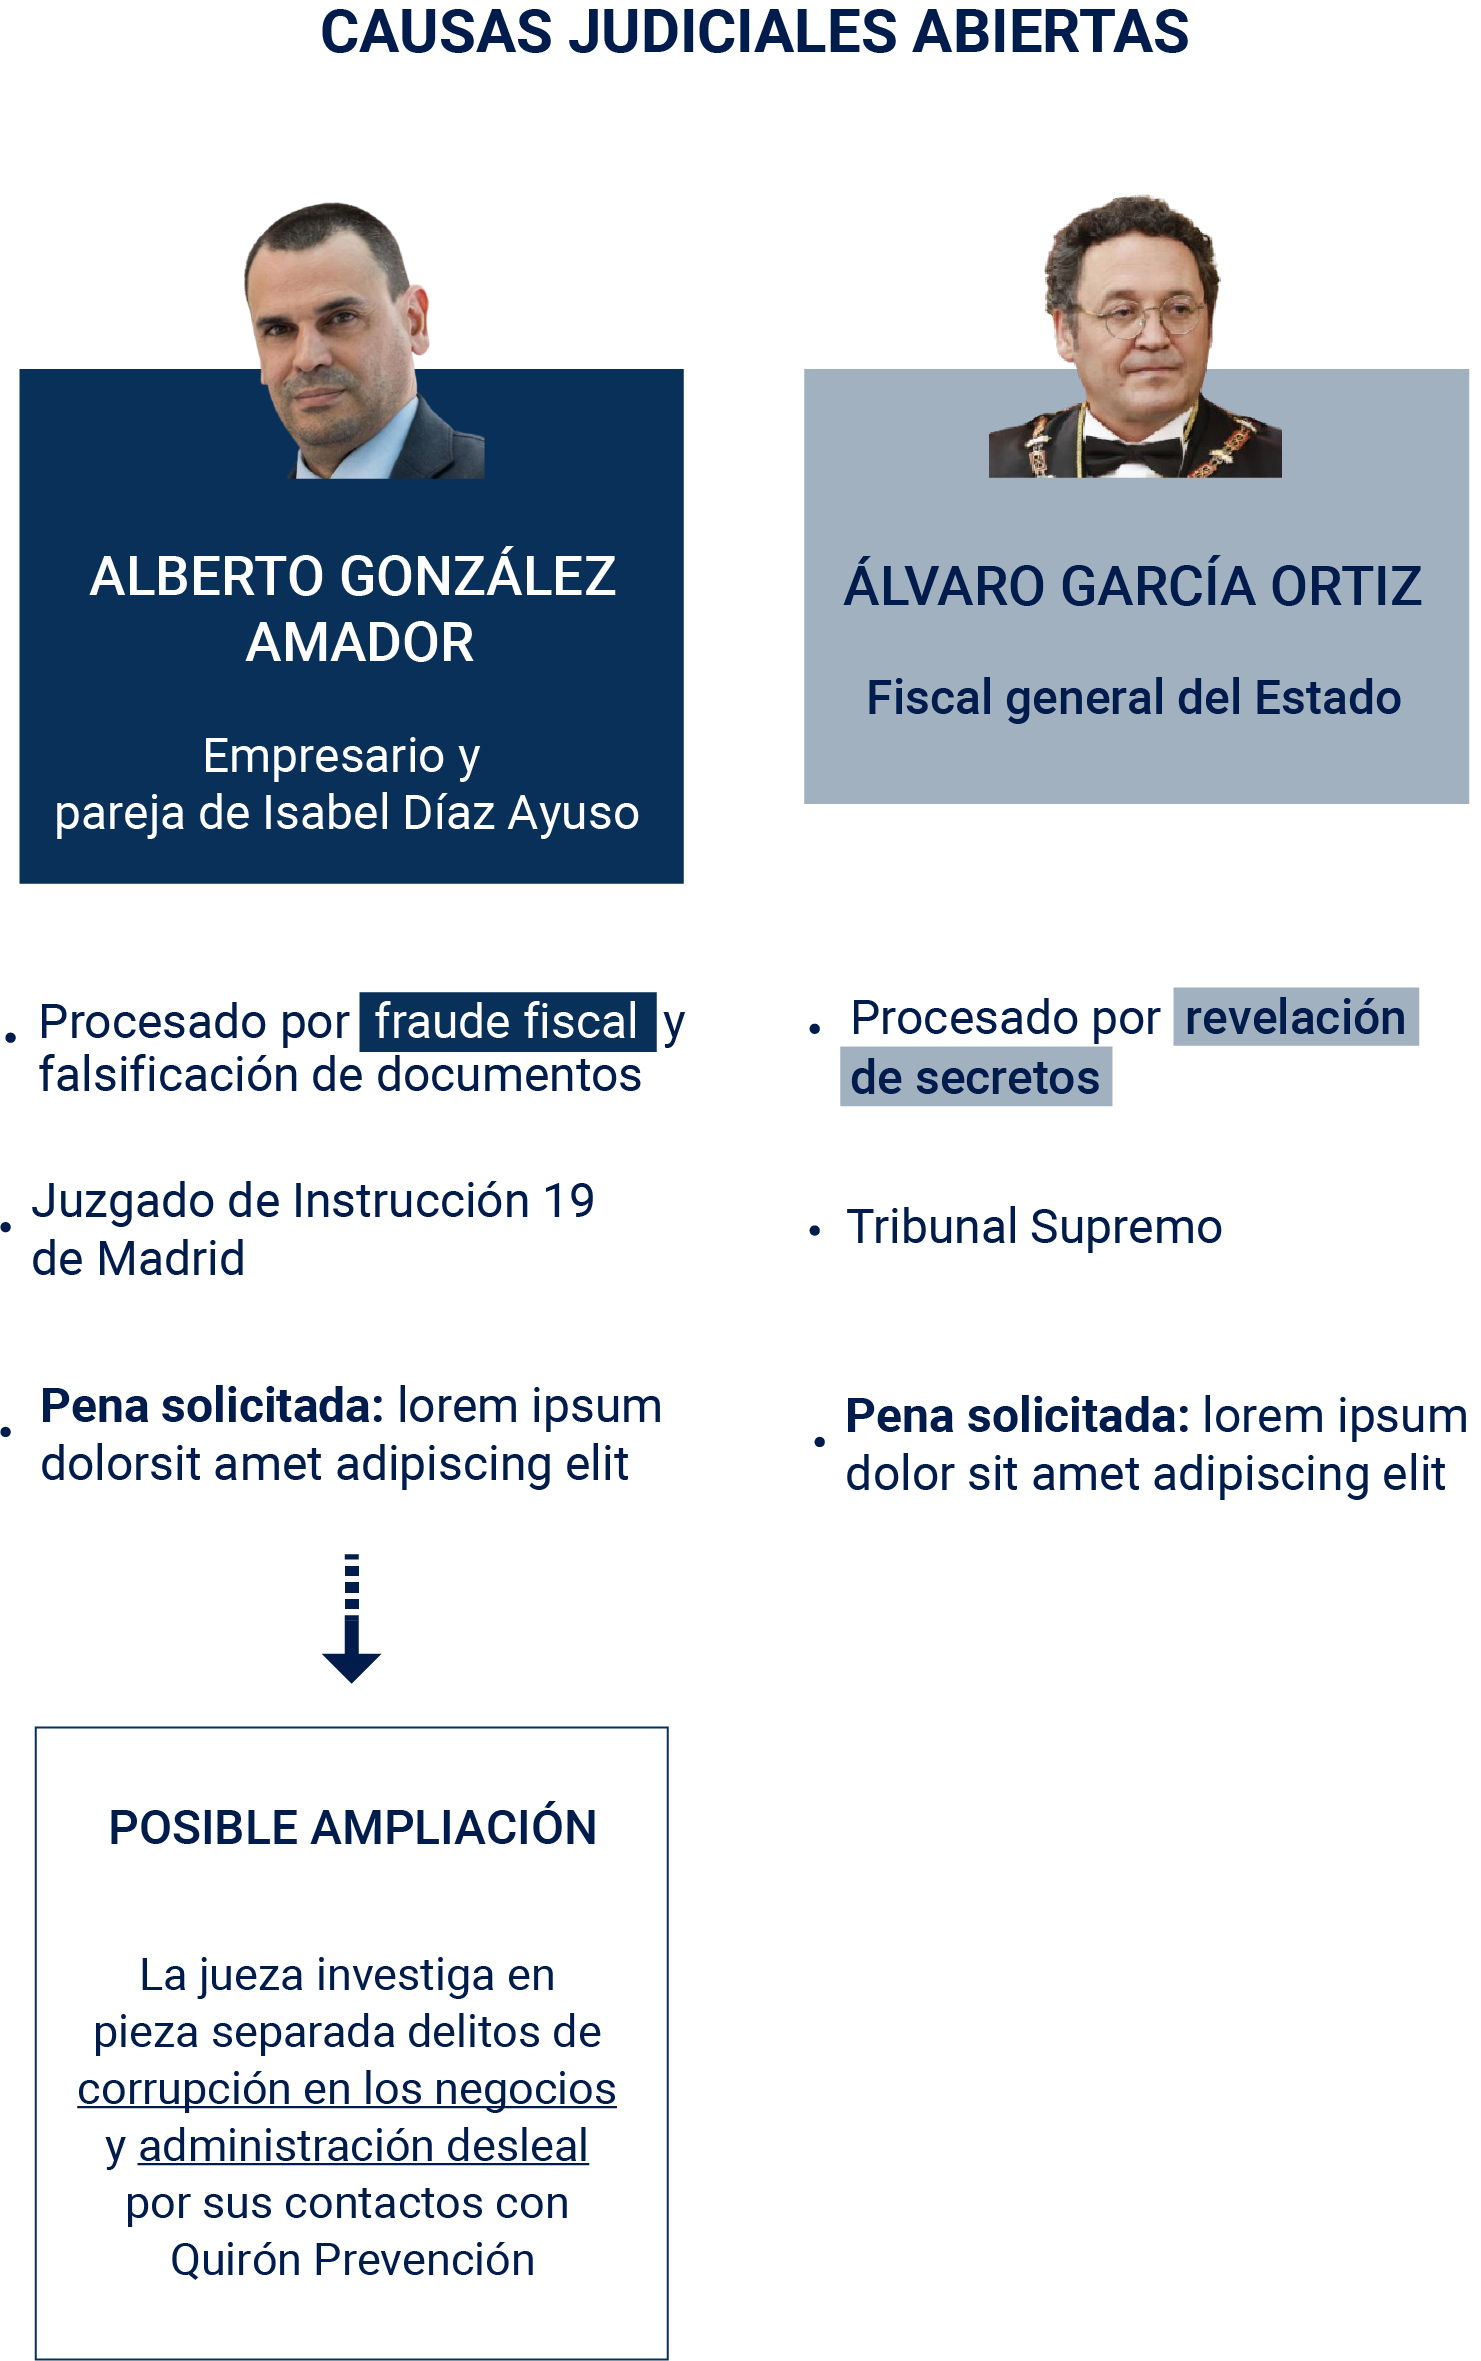 CAUSAS JUDICIALES ABIERTAS
ALBERTO GONZÁLEZ
AMADOR
Empresario y
pareja de Isabel Díaz Ayuso
• Procesado por fraude fiscal y
falsificación de documentos
• Juzgado de Instrucción 19
de Madrid
• Pena solicitada: lorem ipsum
dolorsit amet adipiscing elit
POSIBLE AMPLIACIÓN
La jueza investiga en
pieza separada delitos de
corrupción en los negocios
y administración desleal
por sus contactos con
Quirón Prevención
ÁLVARO GARCÍA ORTIZ
Fiscal general del Estado
• Procesado por revelación
de secretos
• Tribunal Supremo
• Pena solicitada: lorem ipsum
dolor sit amet adipiscing elit